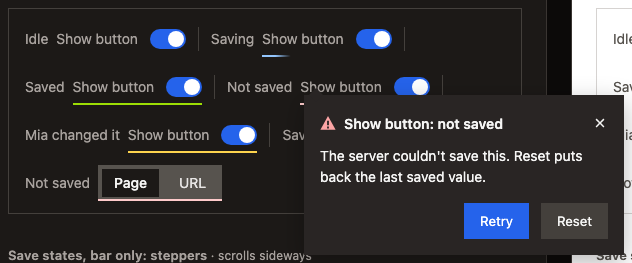 Idle Show button Saving Show button
Saved Show button Not saved Show button
Mia changed it Show button Sav
Not saved Page URL
Show button: not saved
The server couldn't save this. Reset puts
back the last saved value.
Retry Reset
Save states, bar only: steppers · scrolls sideways
Idle
Sav
Save s